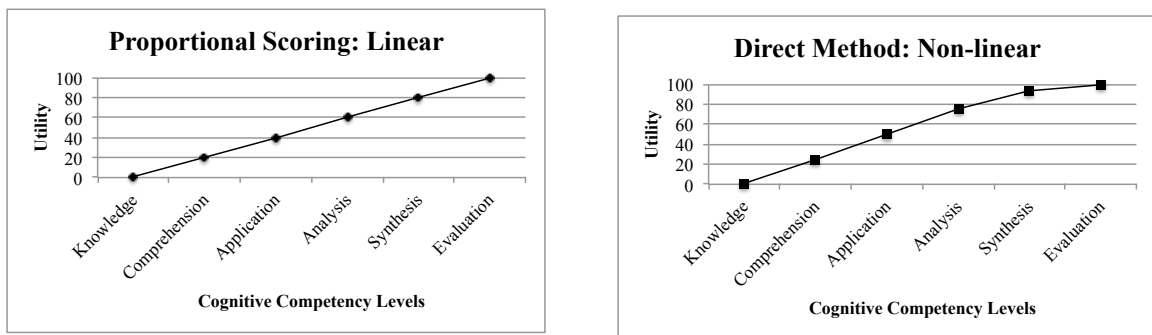 Proportional Scoring: Linear
Utility
100
80
60
40
20
0
Knowledge
Comprehension
Application
Analysis
Synthesis
Evaluation
Cognitive Competency Levels
Direct Method: Non-linear
Utility
100
80
60
40
20
0
Knowledge
Comprehension
Application
Analysis
Synthesis
Evaluation
Cognitive Competency Levels